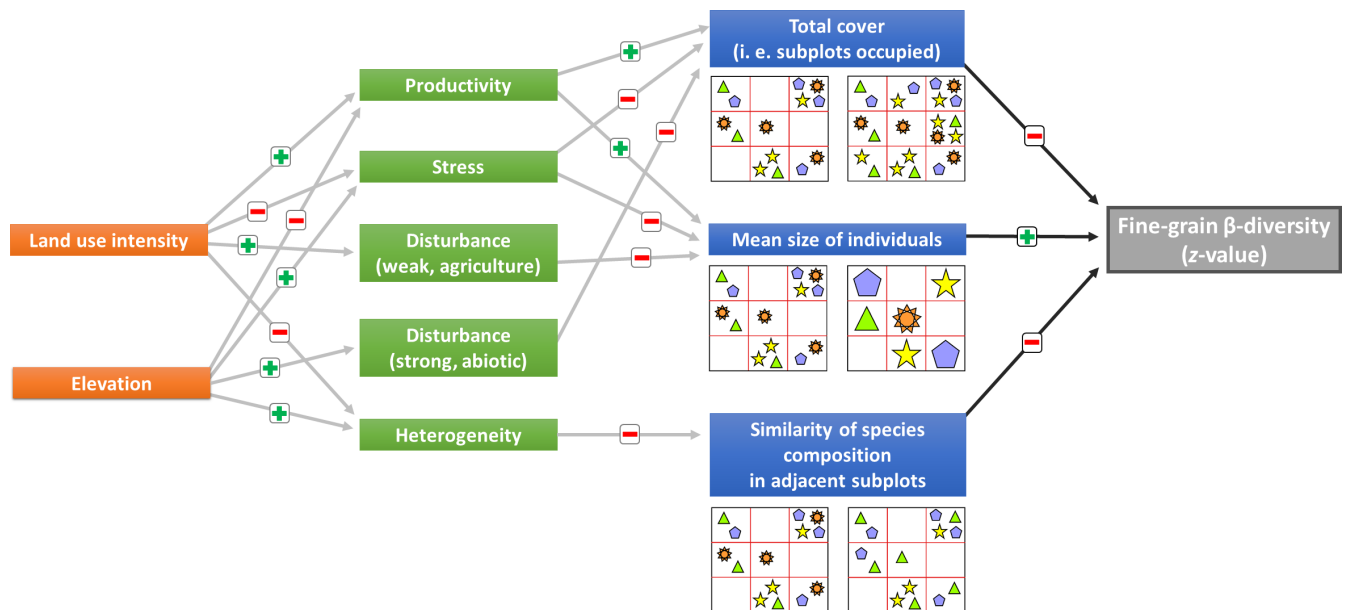 Land use intensity
Elevation
Productivity
Stress
Disturbance
(weak, agriculture)
Disturbance
(strong, abiotic)
Heterogeneity
Total cover
(i. e. subplots occupied)
Mean size of individuals
Similarity of species
composition
in adjacent subplots
Fine-grain β-diversity
(z-value)